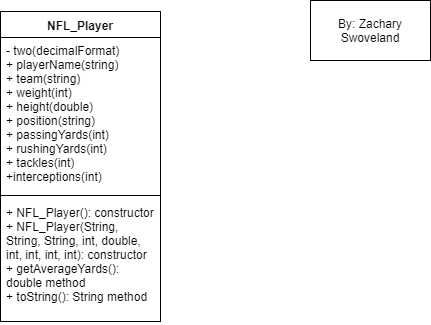 NFL_Player
- two(decimalFormat)
+ playerName(string)
+ team(string)
+ weight(int)
+ height(double)
+ position(string)
+ passingYards(int)
+ rushingYards(int)
+ tackles(int)
+interceptions(int)
+ NFL_Player(): constructor
+ NFL_Player(String,
String, String, int, double,
int, int, int, int): constructor
+ getAverageYards():
double method
+ toString(): String method
By: Zachary
Swoveland